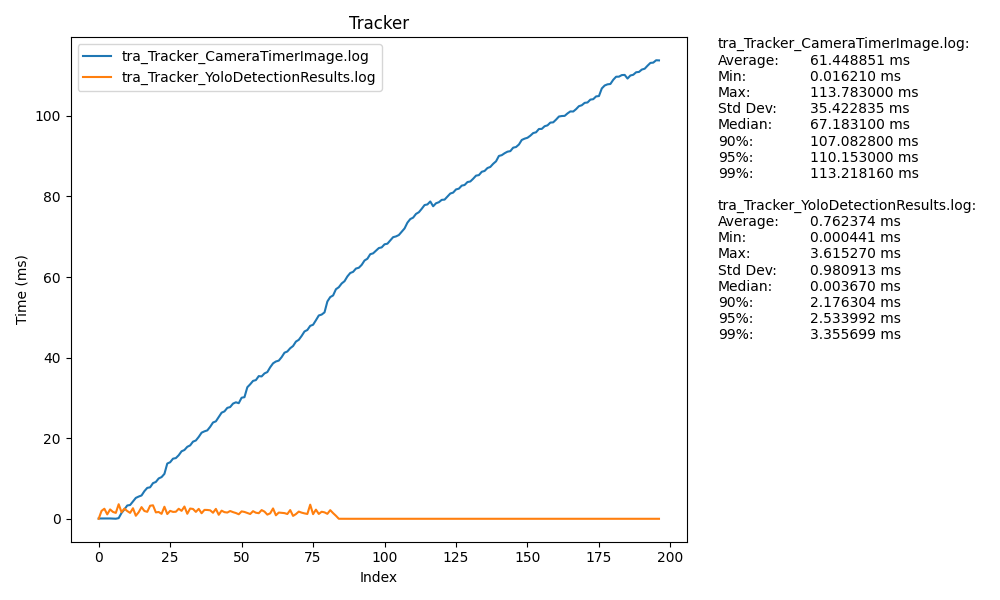 Tracker
tra_Tracker_CameraTimerImage.log
tra_Tracker_YoloDetectionResults.log
Time (ms)
100
80
60
40
20
0
0 25 50 75 100 125 150 175 200
Index
tra_Tracker_CameraTimerImage.log:
Average: 61.448851 ms
Min: 0.016210 ms
Max: 113.783000 ms
Std Dev: 35.422835 ms
Median: 67.183100 ms
90%: 107.082800 ms
95%: 110.153000 ms
99%: 113.218160 ms
tra_Tracker_YoloDetectionResults.log:
Average: 0.762374 ms
Min: 0.000441 ms
Max: 3.615270 ms
Std Dev: 0.980913 ms
Median: 0.003670 ms
90%: 2.176304 ms
95%: 2.533992 ms
99%: 3.355699 ms